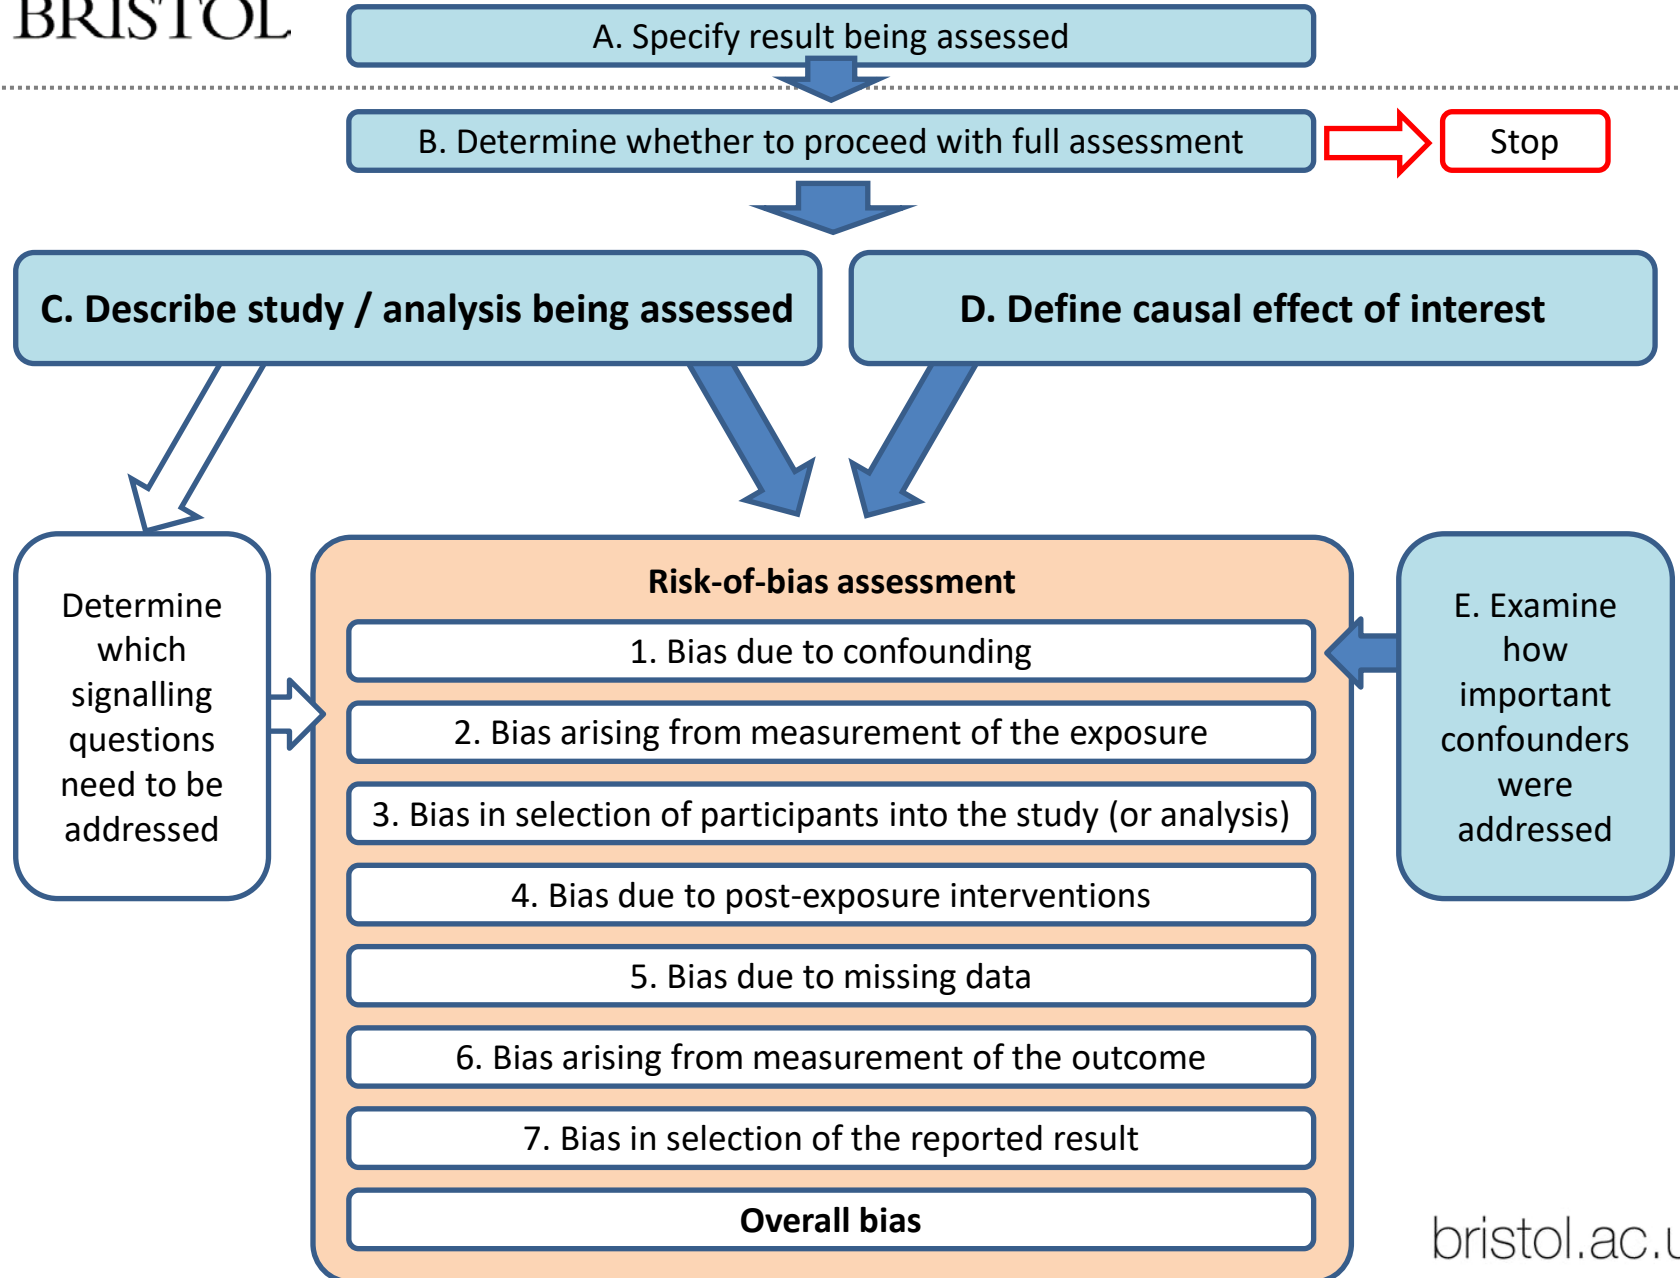 BRISTOL
A. Specify result being assessed
B. Determine whether to proceed with full assessment
Stop
C. Describe study / analysis being assessed
D. Define causal effect of interest
Determine
which
signalling
questions
need to be
addressed
Risk-of-bias assessment
1. Bias due to confounding
2. Bias arising from measurement of the exposure
3. Bias in selection of participants into the study (or analysis)
4. Bias due to post-exposure interventions
5. Bias due to missing data
6. Bias arising from measurement of the outcome
7. Bias in selection of the reported result
Overall bias
E. Examine
how
important
confounders
were
addressed
bristol.ac.u